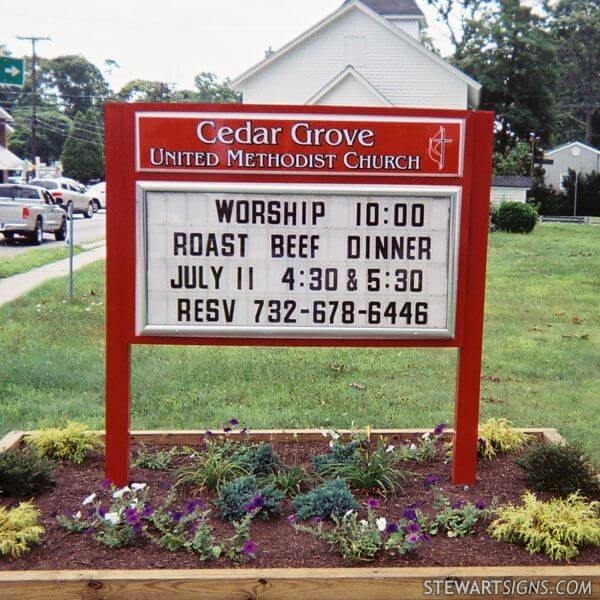 Cedar Grove
United Methodist Church
WORSHIP 10:00
ROAST BEEF DINNER
JULY 11 4:30 & 5:30
RESV 732-678-6446
STEWARTSIGNS.COM